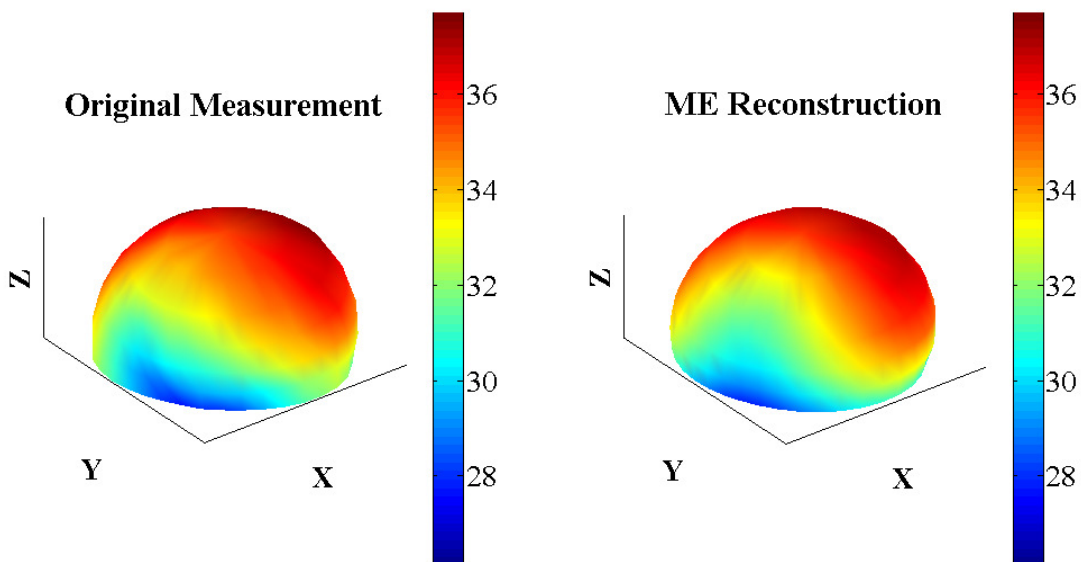 Original Measurement
36
34
32
30
28
Z
Y
X
ME Reconstruction
36
34
32
30
28
Z
Y
X